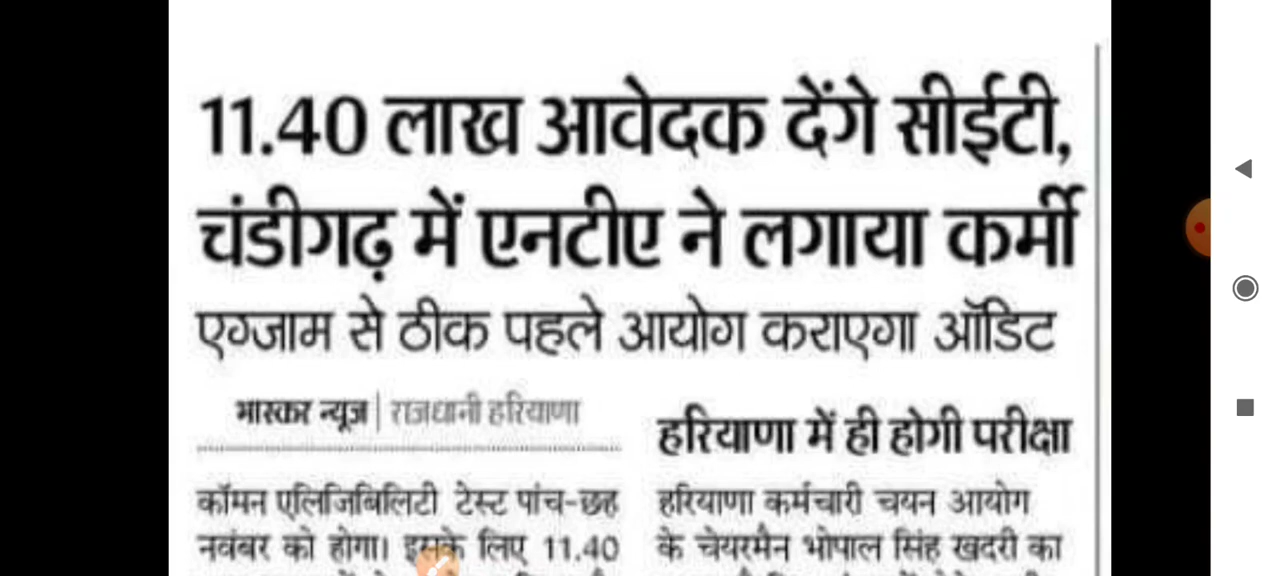 11.40 लाख आवेदक देंगे सीईटी,
चंडीगढ़ में एनटीए ने लगाया कर्मी
एग्जाम से ठीक पहले आयोग कराएगा ऑडिट
भास्कर न्यूज | राजधानी हरियाणा
कॉमन एलिजिबिलिटी टेस्ट पांच-छह
नवंबर को होगा। इसके लिए 11.40
हरियाणा में ही होगी परीक्षा
हरियाणा कर्मचारी चयन आयोग
के चेयरमैन भोपाल सिंह खदरी का